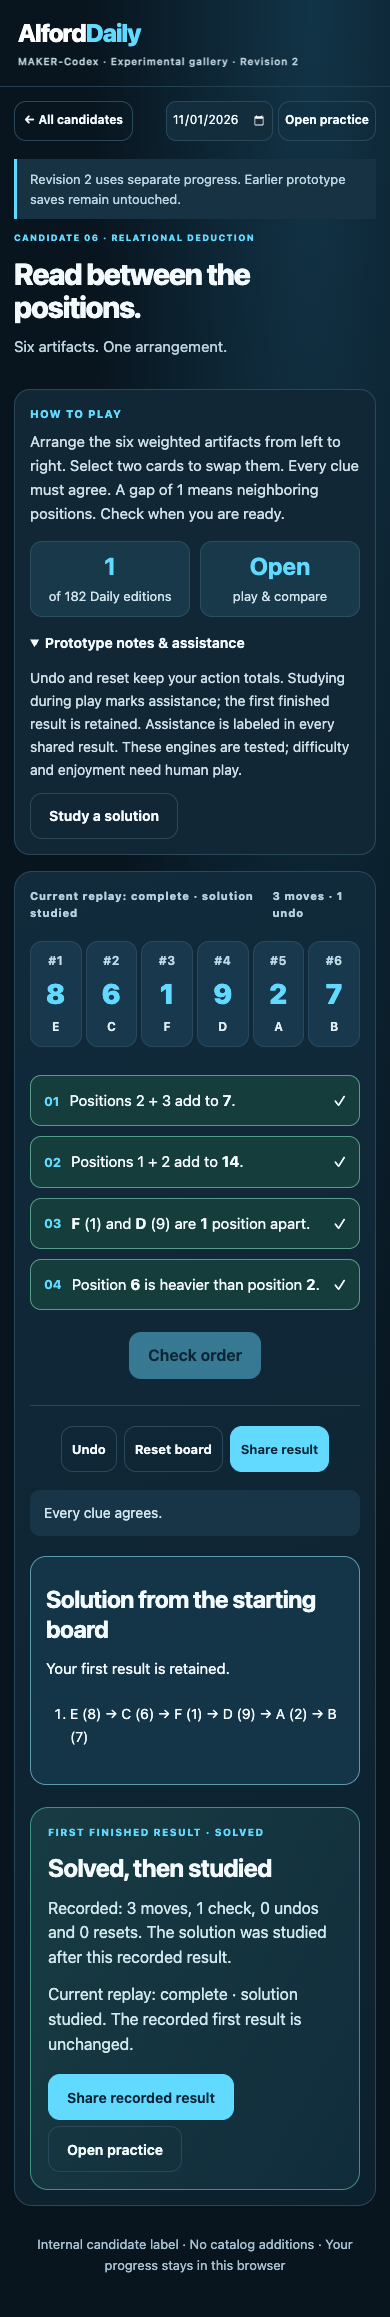 AlfordDaily
MAKER-Codex · Experimental gallery · Revision 2
← All candidates
11/01/2026
Open practice
Revision 2 uses separate progress. Earlier prototype
saves remain untouched.
CANDIDATE 06 · RELATIONAL DEDUCTION
Read between the
positions.
Six artifacts. One arrangement.
HOW TO PLAY
Arrange the six weighted artifacts from left to
right. Select two cards to swap them. Every clue
must agree. A gap of 1 means neighboring
positions. Check when you are ready.
1
of 182 Daily editions
Open
play & compare
▼ Prototype notes & assistance
Undo and reset keep your action totals. Studying
during play marks assistance; the first finished
result is retained. Assistance is labeled in every
shared result. These engines are tested; difficulty
and enjoyment need human play.
Study a solution
Current replay: complete · solution
studied
3 moves · 1
undo
#1 #2 #3 #4 #5 #6
8 6 1 9 2 7
E C F D A B
01 Positions 2 + 3 add to 7. ✓
02 Positions 1 + 2 add to 14. ✓
03 F (1) and D (9) are 1 position apart. ✓
04 Position 6 is heavier than position 2. ✓
Check order
Undo
Reset board
Share result
Every clue agrees.
Solution from the starting
board
Your first result is retained.
1. E (8) → C (6) → F (1) → D (9) → A (2) → B
(7)
FIRST FINISHED RESULT · SOLVED
Solved, then studied
Recorded: 3 moves, 1 check, 0 undos
and 0 resets. The solution was studied
after this recorded result.
Current replay: complete · solution
studied. The recorded first result is
unchanged.
Share recorded result
Open practice
Internal candidate label · No catalog additions · Your
progress stays in this browser